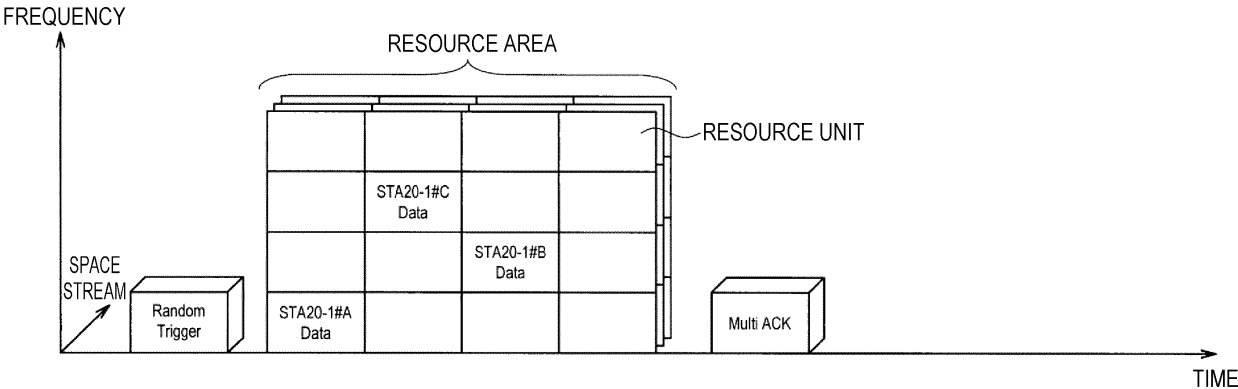 FREQUENCY
RESOURCE AREA
RESOURCE UNIT
STA20-1#C
Data
STA20-1#B
Data
SPACE
STREAM
Random
Trigger
STA20-1#A
Data
Multi ACK
TIME